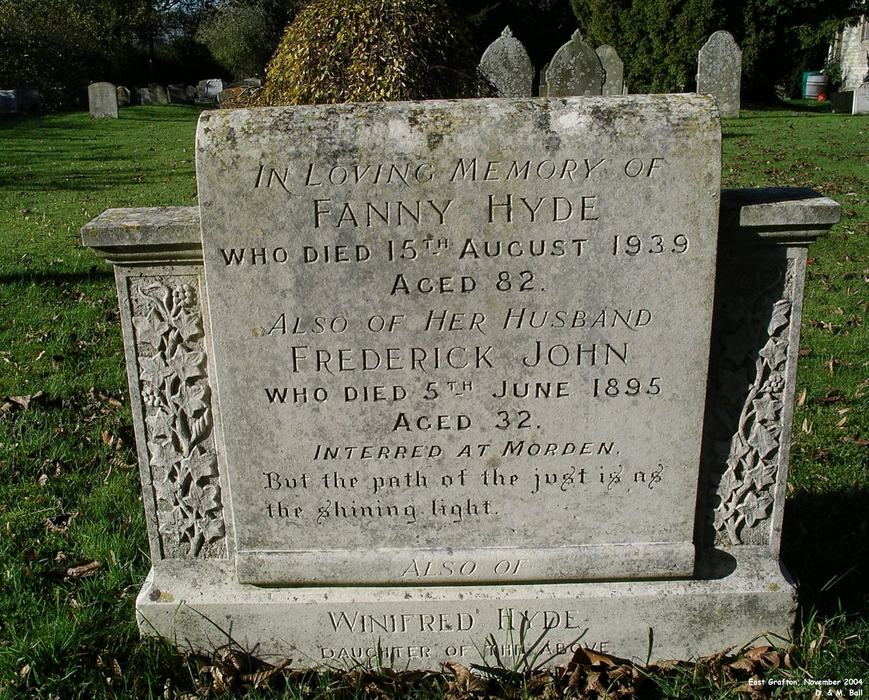 IN LOVING MEMORY OF
FANNY HYDE
WHO DIED 15TH AUGUST 1939
AGED 82.
ALSO OF HER HUSBAND
FREDERICK JOHN
WHO DIED 5TH JUNE 1895
AGED 32.
INTERRED AT MORDEN.
But the path of the just is as
the shining light.
ALSO OF
WINIFRED HYDE
DAUGHTER OF THE ABOVE
East Grafton, November 2004
D. & M. Ball